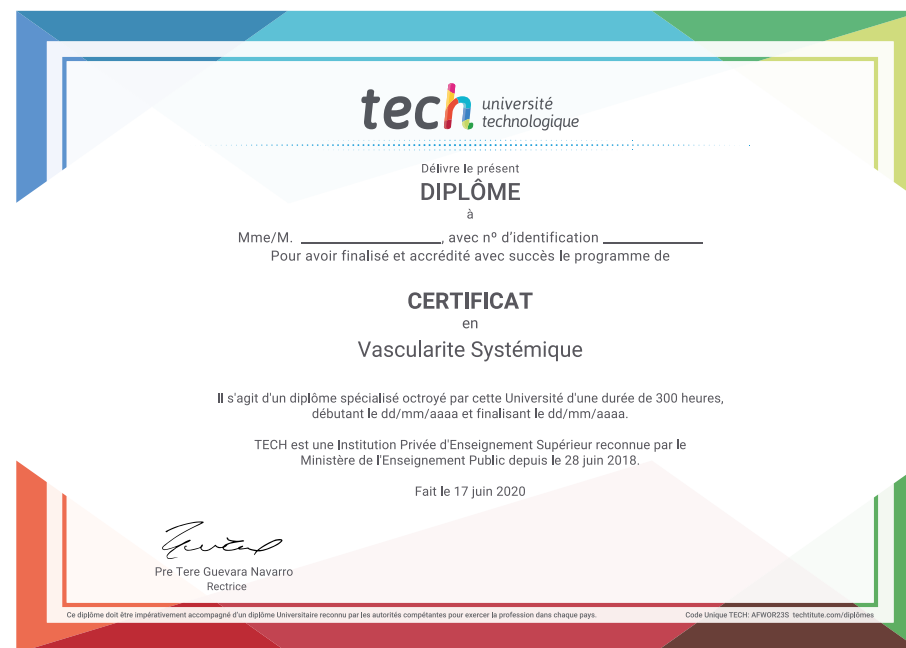 tech université
technologique
Délivre le présent
DIPLÔME
à
Mme/M. ____________________, avec nº d'identification ______________
Pour avoir finalisé et accrédité avec succès le programme de
CERTIFICAT
en
Vascularite Systémique
Il s'agit d'un diplôme spécialisé octroyé par cette Université d'une durée de 300 heures,
débutant le dd/mm/aaaa et finalisant le dd/mm/aaaa.
TECH est une Institution Privée d'Enseignement Supérieur reconnue par le
Ministère de l'Enseignement Public depuis le 28 juin 2018.
Fait le 17 juin 2020
Pre Tere Guevara Navarro
Rectrice
Ce diplôme doit être impérativement accompagné d'un diplôme Universitaire reconnu par les autorités compétentes pour exercer la profession dans chaque pays.
Code Unique TECH: AFWOR23S techtitute.com/diplômes